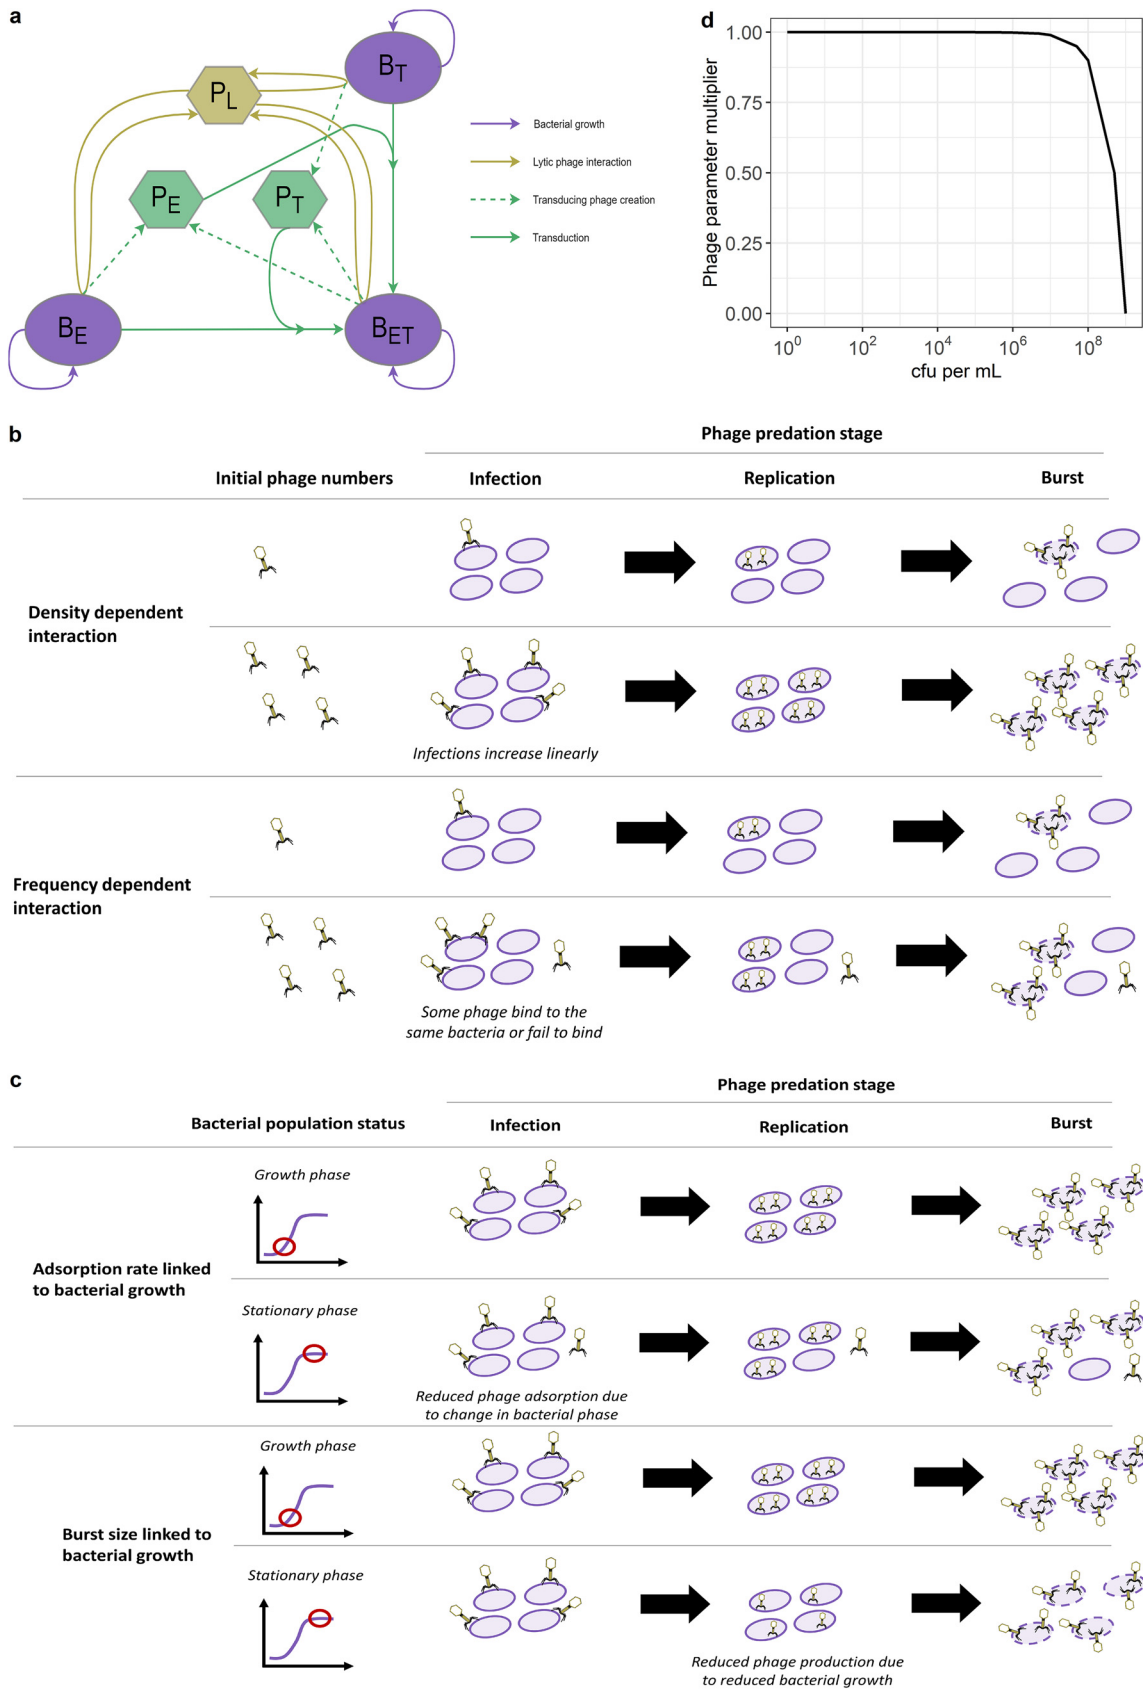 a
B_T
P_L
P_E
P_T
B_E
B_ET
Bacterial growth
Lytic phage interaction
Transducing phage creation
Transduction
d
Phage parameter multiplier
1.00
0.75
0.50
0.25
0.00
10^0
10^2
10^4
10^6
10^8
cfu per mL
b
Phage predation stage
Initial phage numbers
Infection
Replication
Burst
Density dependent
interaction
Infections increase linearly
Frequency dependent
interaction
Some phage bind to the
same bacteria or fail to bind
c
Phage predation stage
Bacterial population status
Infection
Replication
Burst
Growth phase
Adsorption rate linked
to bacterial growth
Stationary phase
Reduced phage adsorption due
to change in bacterial phase
Growth phase
Burst size linked to
bacterial growth
Stationary phase
Reduced phage production due
to reduced bacterial growth